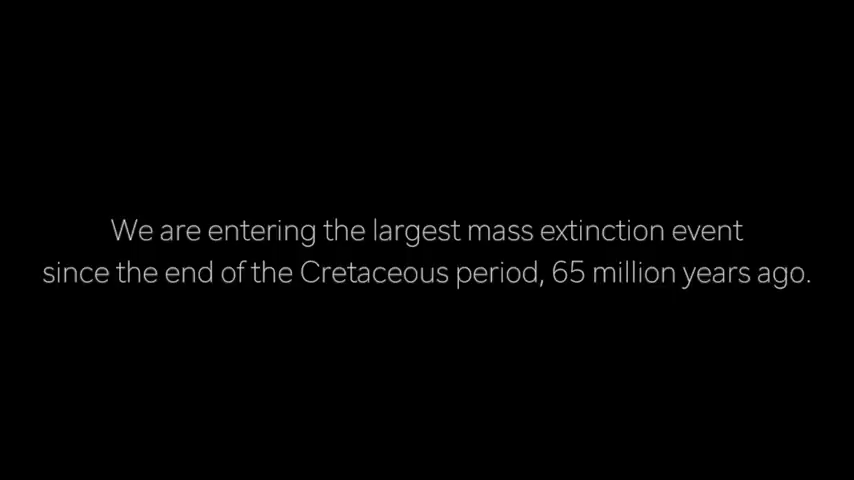 We are entering the largest mass extinction event
since the end of the Cretaceous period, 65 million years ago.